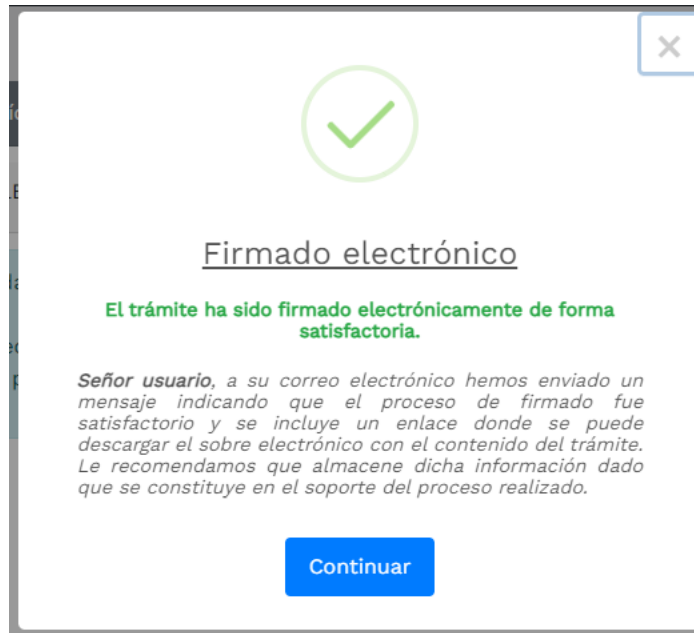 ×
Firmado electrónico
El trámite ha sido firmado electrónicamente de forma
satisfactoria.
Señor usuario, a su correo electrónico hemos enviado un
mensaje indicando que el proceso de firmado fue
satisfactorio y se incluye un enlace donde se puede
descargar el sobre electrónico con el contenido del trámite.
Le recomendamos que almacene dicha información dado
que se constituye en el soporte del proceso realizado.
Continuar